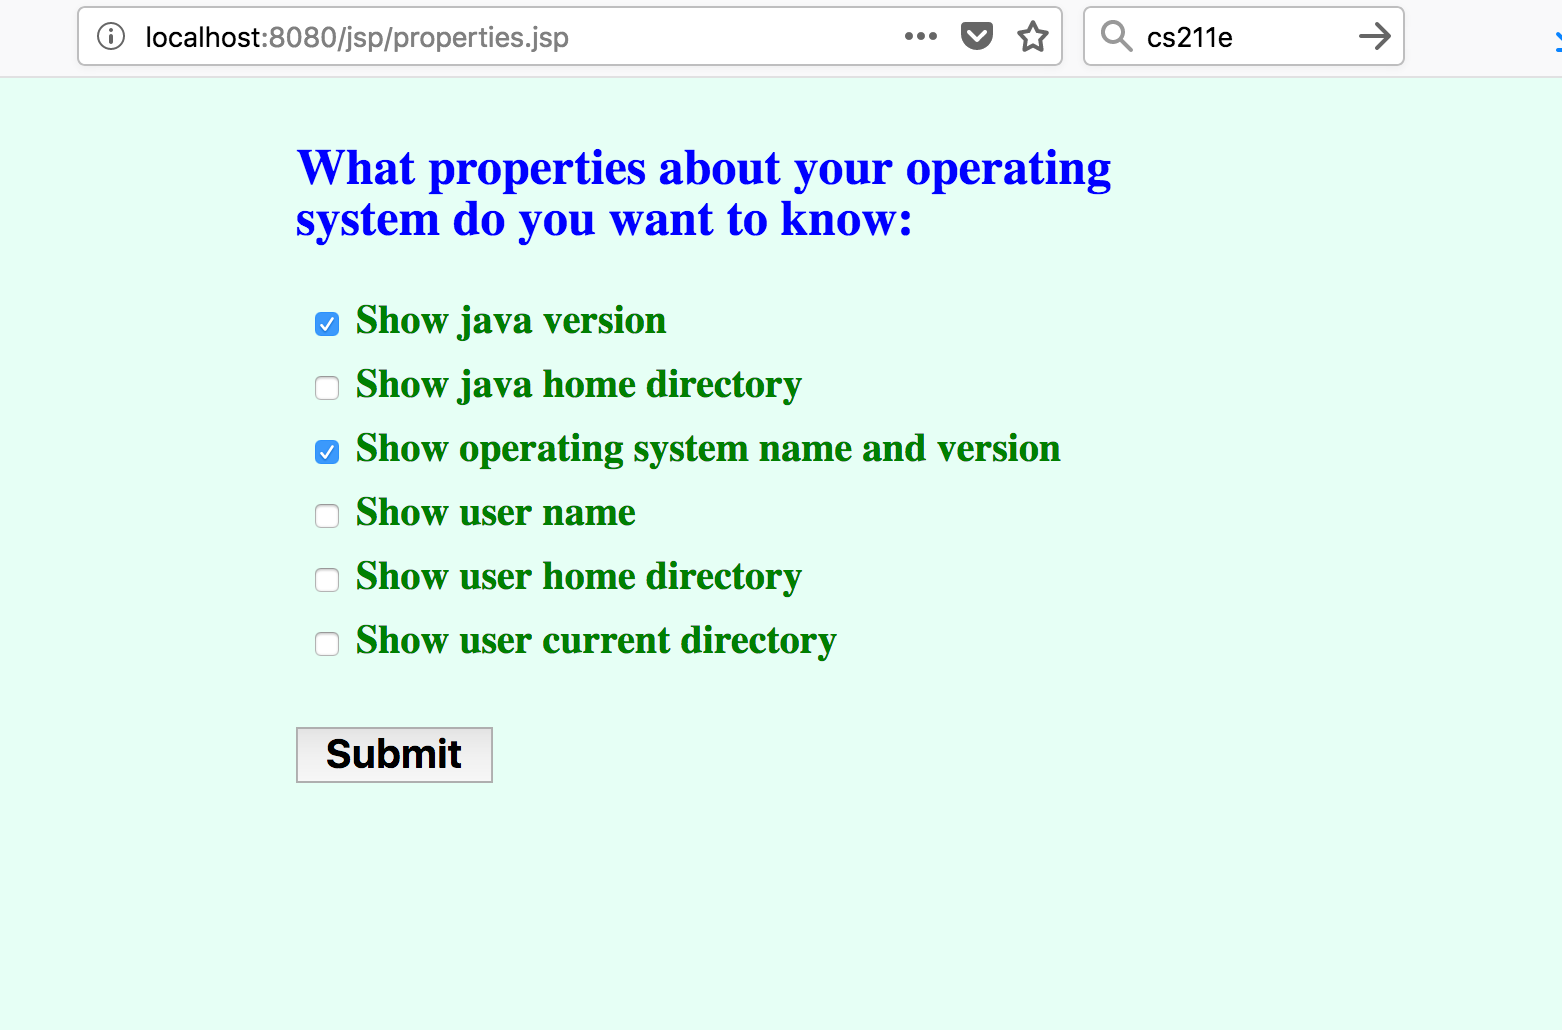 localhost:8080/jsp/properties.jsp
cs211e
What properties about your operating
system do you want to know:
Show java version
Show java home directory
Show operating system name and version
Show user name
Show user home directory
Show user current directory
Submit